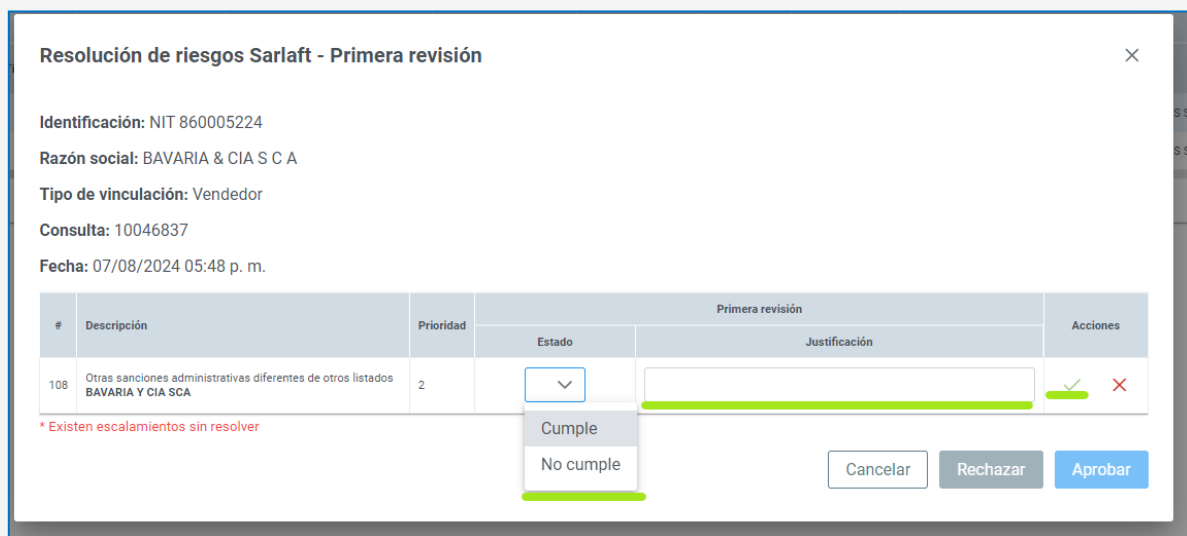 Resolución de riesgos Sarlaft - Primera revisión
Identificación: NIT 860005224
Razón social: BAVARIA & CIA S C A
Tipo de vinculación: Vendedor
Consulta: 10046837
Fecha: 07/08/2024 05:48 p. m.
# Descripción Prioridad Primera revisión Acciones
Estado Justificación
108 Otras sanciones administrativas diferentes de otros listados 2
BAVARIA Y CIA SCA
* Existen escalamientos sin resolver
Cumple
No cumple
Cancelar Rechazar Aprobar